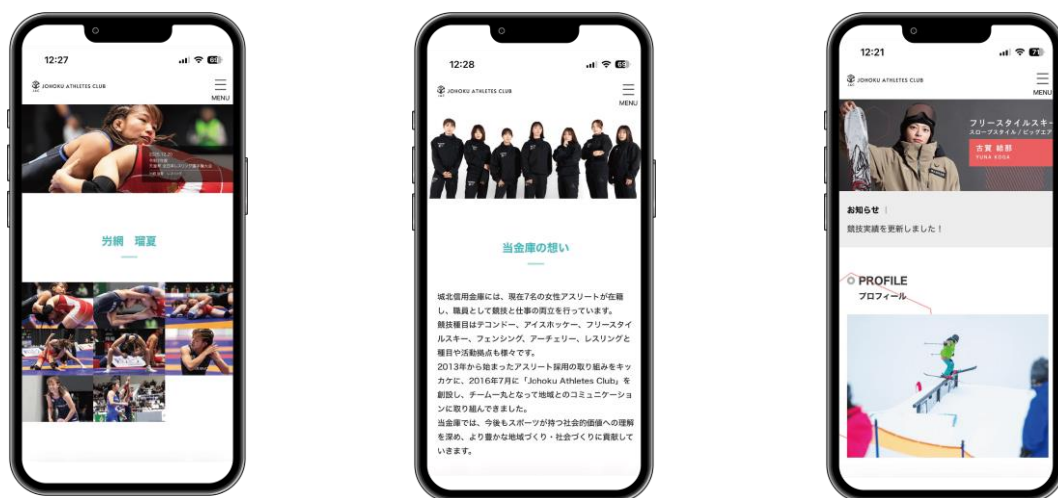 12:27
JOHOKU ATHLETES CLUB
MENU
労網 瑠夏
12:28
JOHOKU ATHLETES CLUB
MENU
当金庫の想い
城北信用金庫には、現在7名の女性アスリートが在籍
し、職員として競技と仕事の両立を行っています。
競技種目はテコンドー、アイスホッケー、フリースタイ
ルスキー、フェンシング、アーチェリー、レスリングと
種目や活動拠点も様々です。
2013年から始まったアスリート採用の取り組みをキッ
カケに、2016年7月に「Johoku Athletes Club」を
創設し、チーム一丸となって地域とのコミュニケーショ
ンに取り組んできました。
当金庫では、今後もスポーツが持つ社会的価値への理解
を深め、より豊かな地域づくり・社会づくりに貢献して
いきます。
12:21
JOHOKU ATHLETES CLUB
MENU
フリースタイルスキー
スロープスタイル / ビッグエア
古賀 結那
YUNA KOGA
お知らせ
競技実績を更新しました！
PROFILE
プロフィール